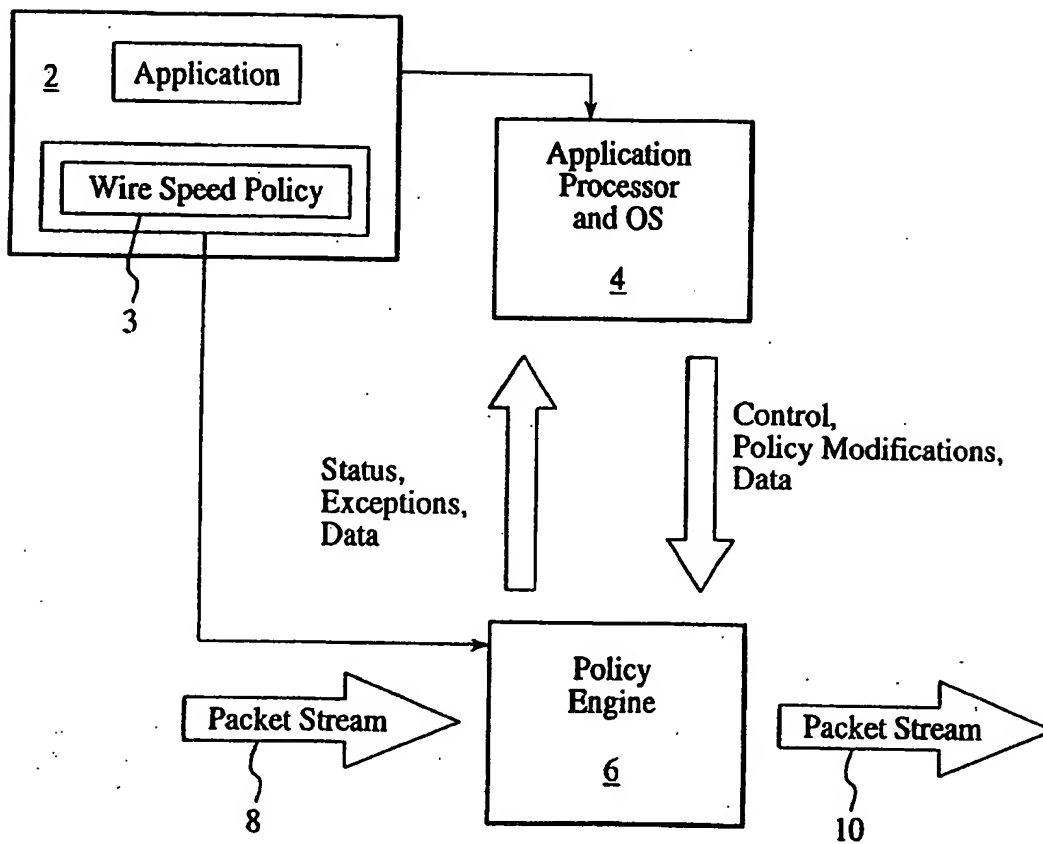 2
Application
Wire Speed Policy
3
Application
Processor
and OS
4
Status,
Exceptions,
Data
Control,
Policy Modifications,
Data
Packet Stream
8
Policy
Engine
6
Packet Stream
10